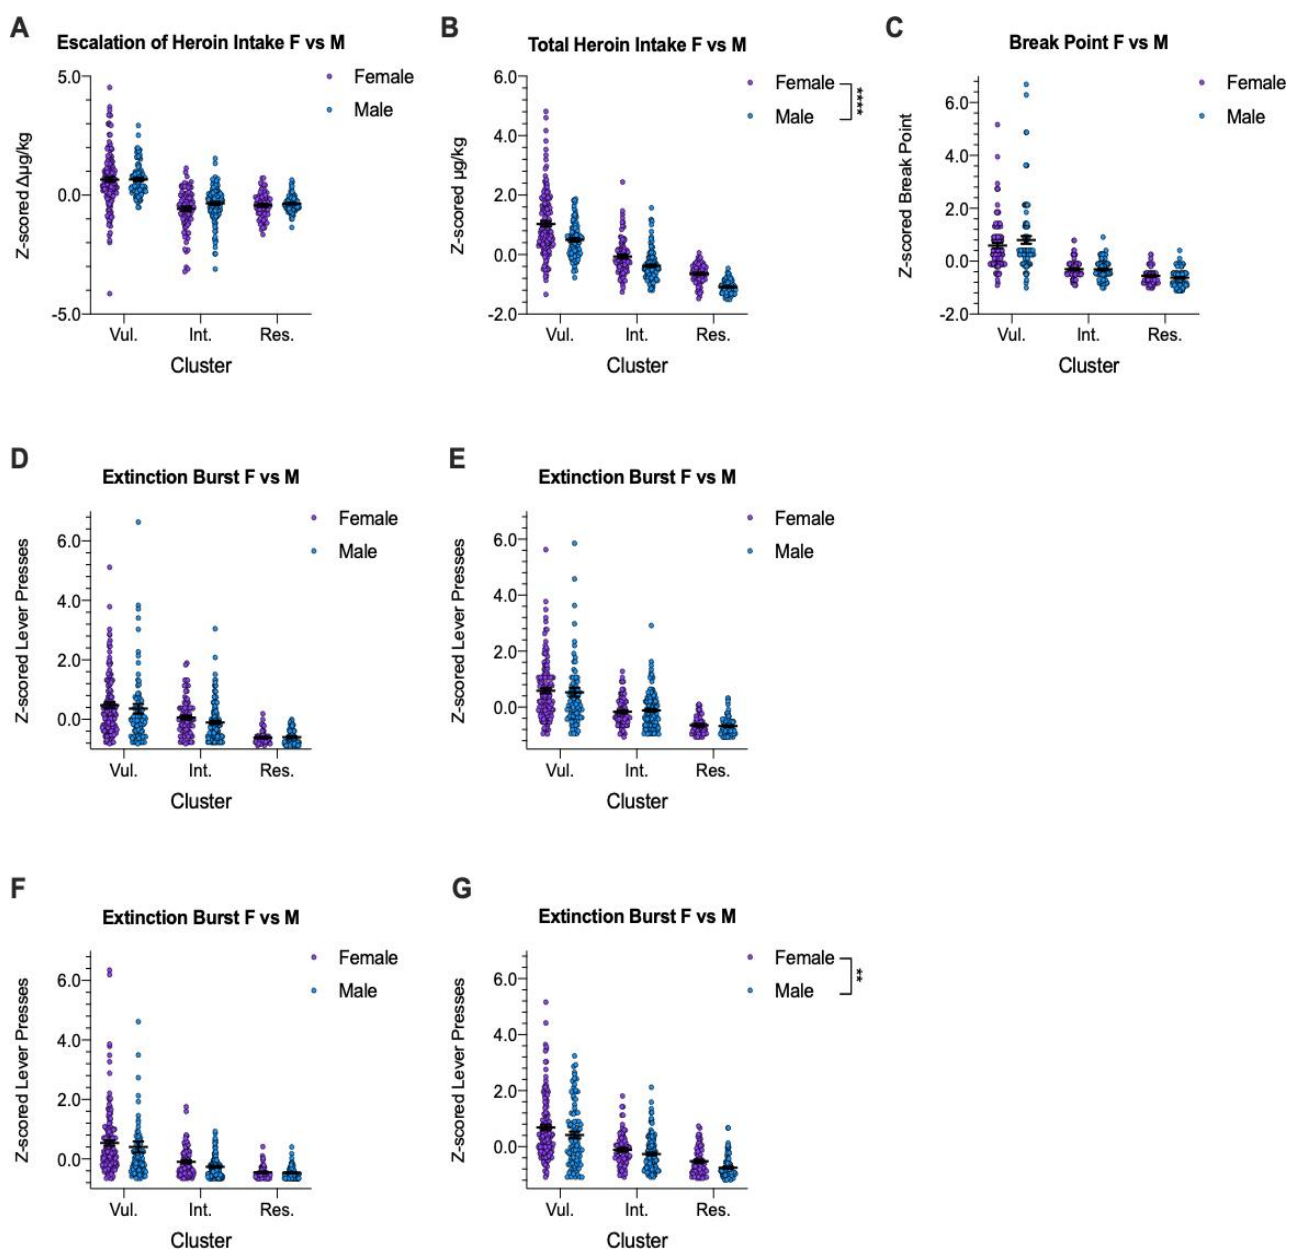 A
Escalation of Heroin Intake F vs M
5.0
0.0
-5.0
Z-scored Δµg/kg
Female
Male
Vul.
Int.
Res.
Cluster
B
Total Heroin Intake F vs M
6.0
4.0
2.0
0.0
-2.0
Z-scored µg/kg
Female
Male
****
Vul.
Int.
Res.
Cluster
C
Break Point F vs M
6.0
4.0
2.0
0.0
-2.0
Z-scored Break Point
Female
Male
Vul.
Int.
Res.
Cluster
D
Extinction Burst F vs M
6.0
4.0
2.0
0.0
Z-scored Lever Presses
Female
Male
Vul.
Int.
Res.
Cluster
E
Extinction Burst F vs M
6.0
4.0
2.0
0.0
Z-scored Lever Presses
Female
Male
Vul.
Int.
Res.
Cluster
F
Extinction Burst F vs M
6.0
4.0
2.0
0.0
Z-scored Lever Presses
Female
Male
Vul.
Int.
Res.
Cluster
G
Extinction Burst F vs M
6.0
4.0
2.0
0.0
Z-scored Lever Presses
Female
Male
**
Vul.
Int.
Res.
Cluster